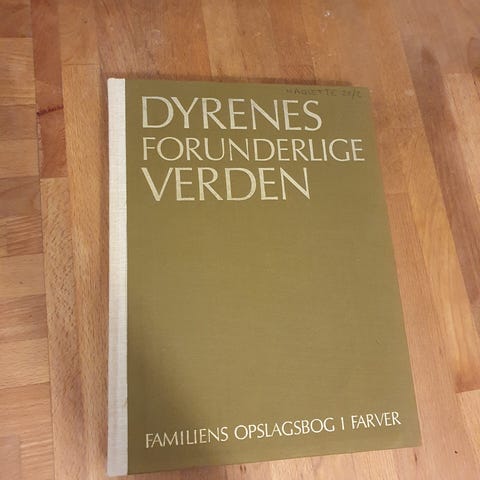 DYRENES
FORUNDERLIGE
VERDEN
FAMILIENS OPSLAGSBOG I FARVER